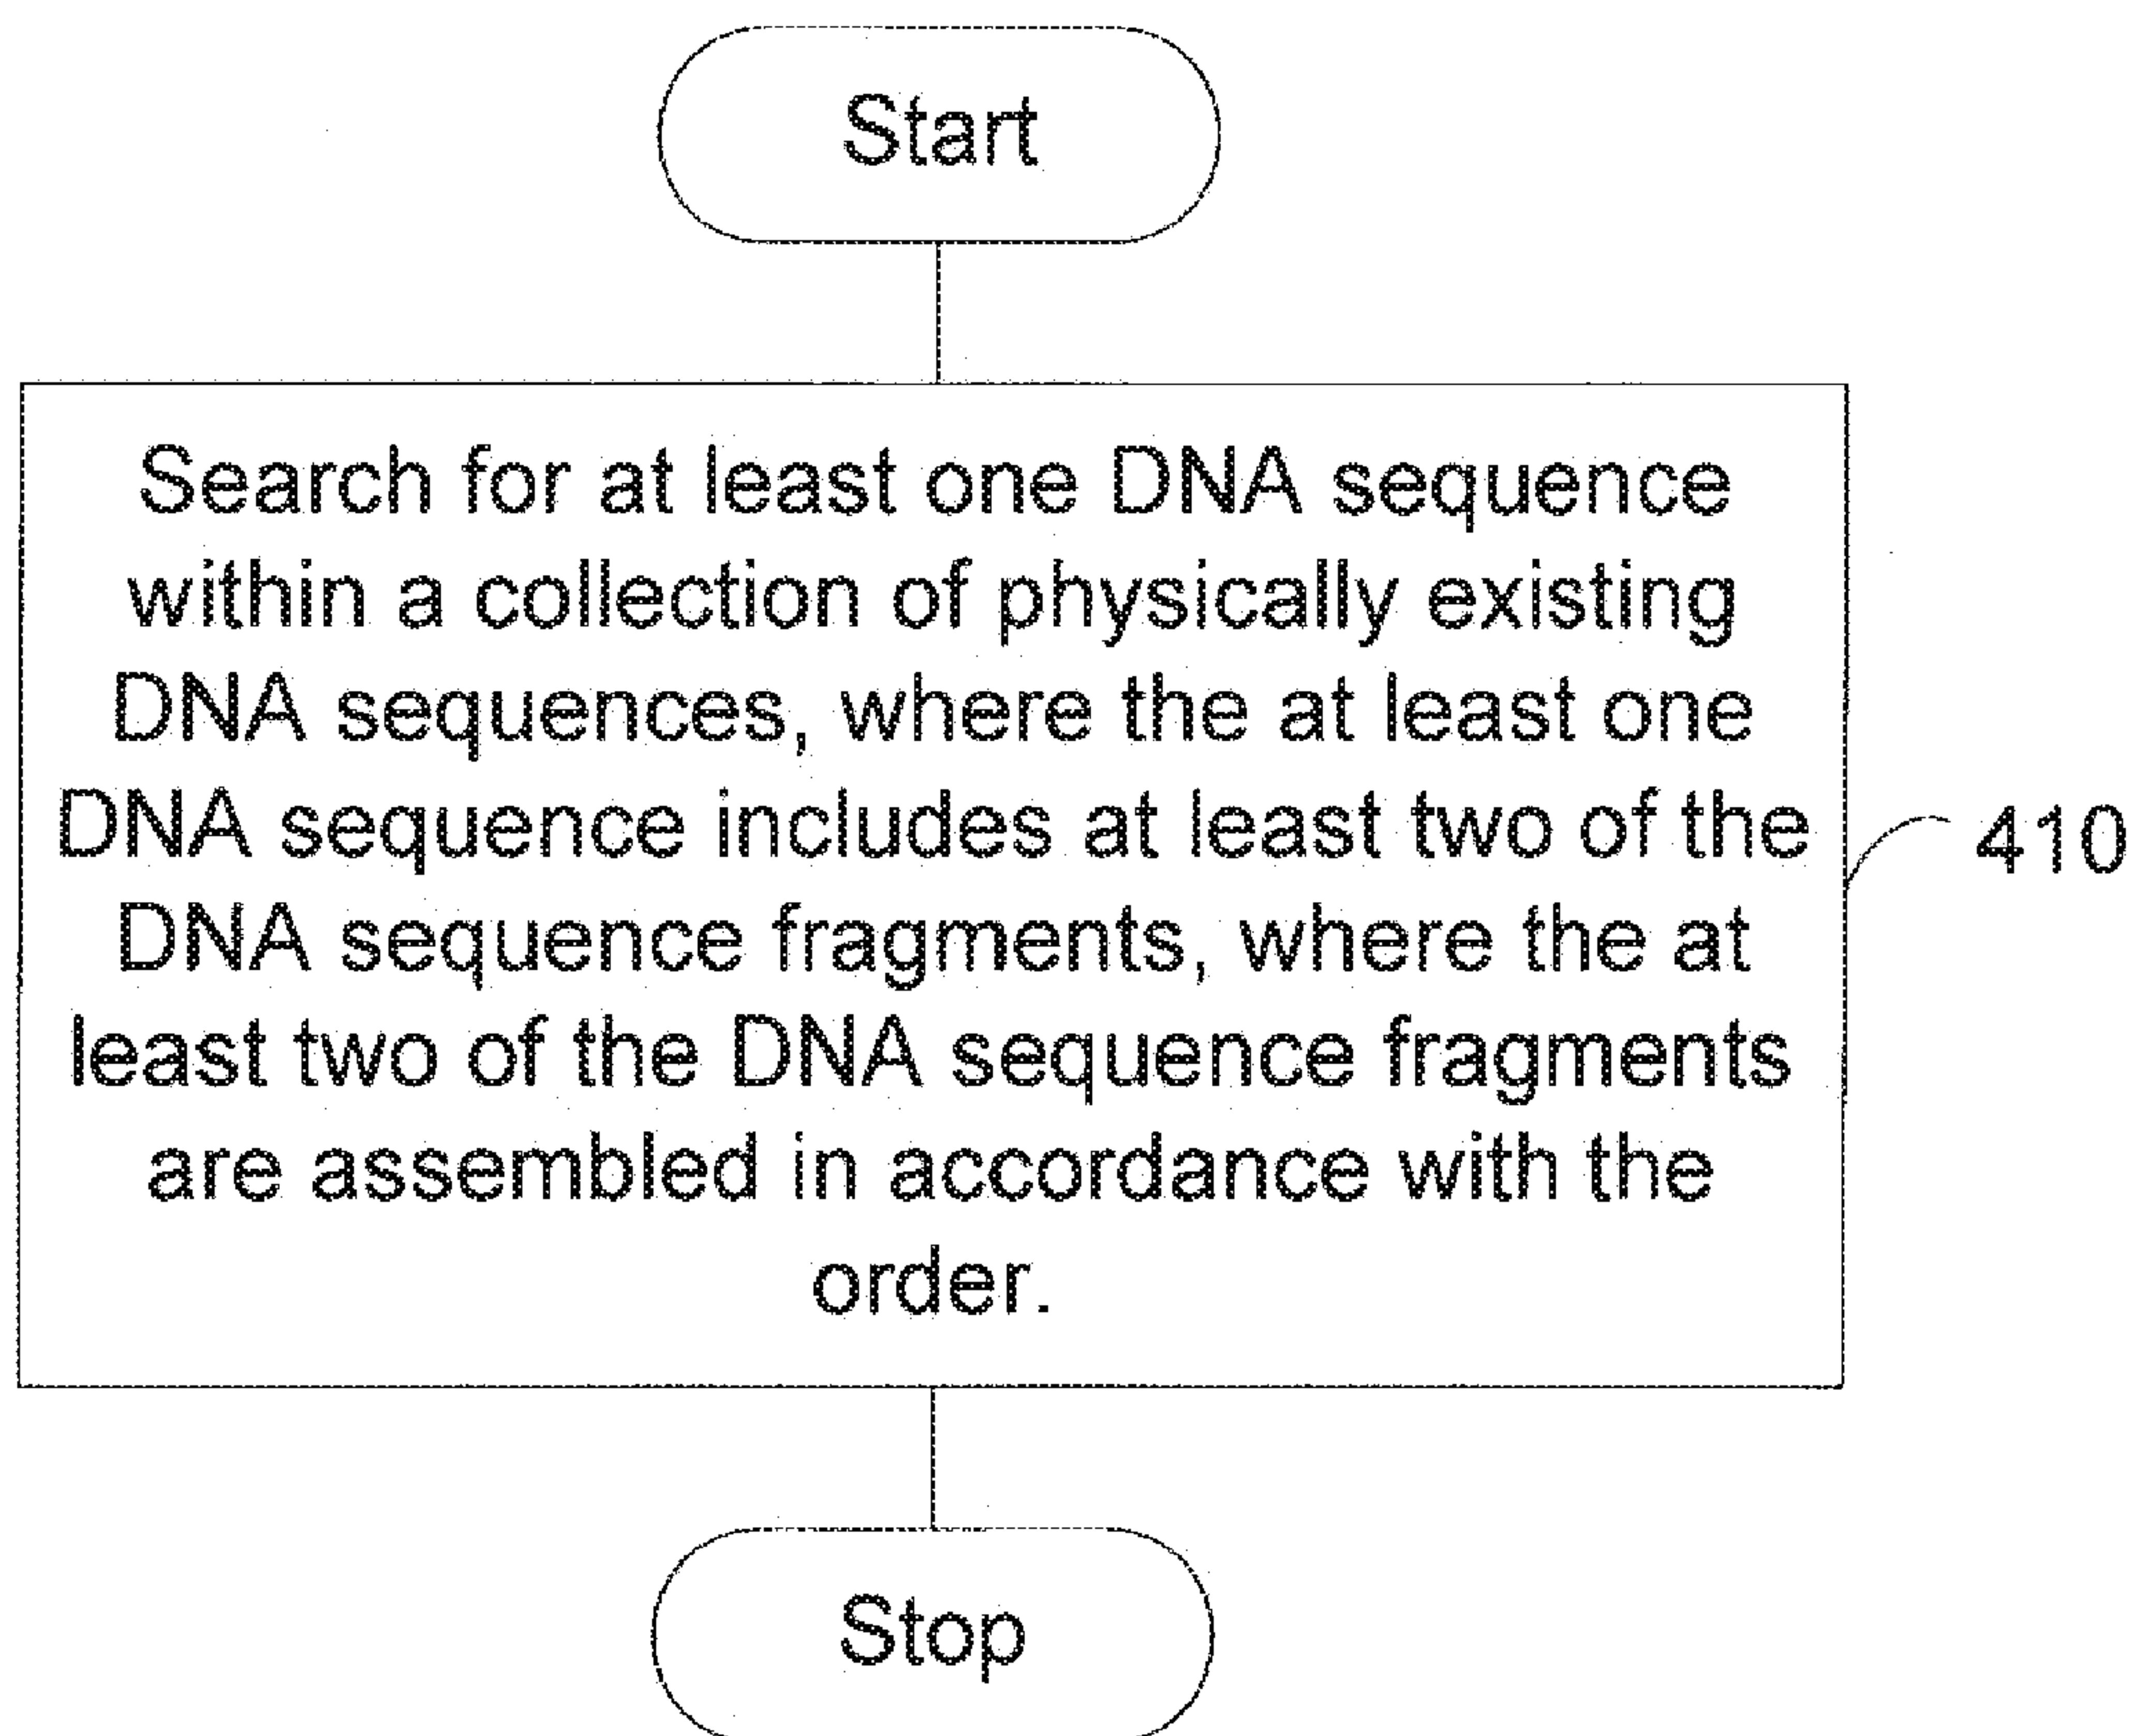 Start
Search for at least one DNA sequence
within a collection of physically existing
DNA sequences, where the at least one
DNA sequence includes at least two of the
DNA sequence fragments, where the at
least two of the DNA sequence fragments
are assembled in accordance with the
order.
410
Stop